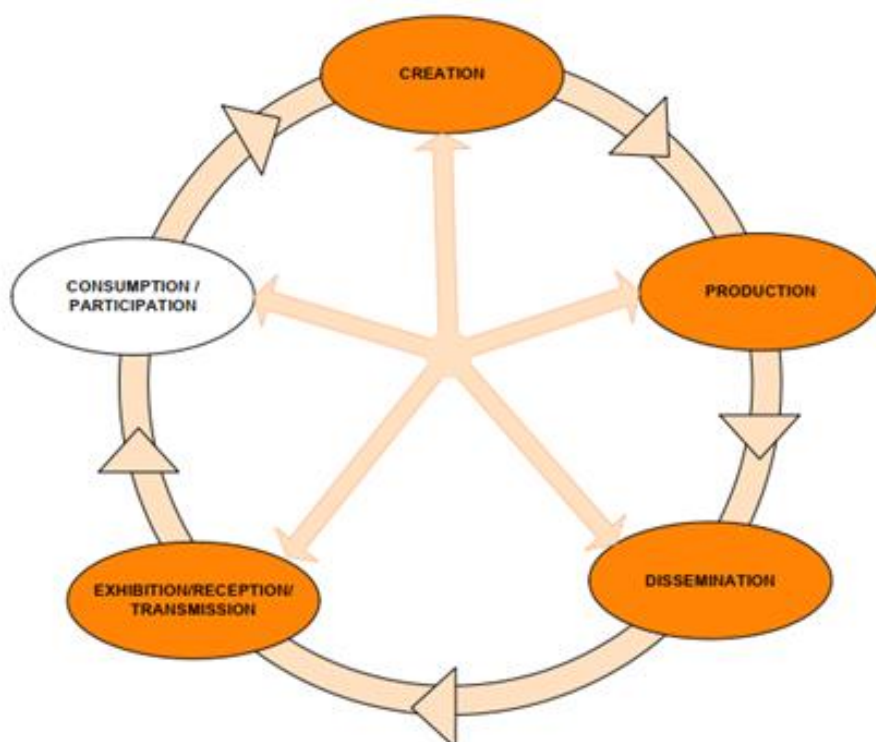 CREATION
PRODUCTION
DISSEMINATION
EXHIBITION/RECEPTION/
TRANSMISSION
CONSUMPTION /
PARTICIPATION